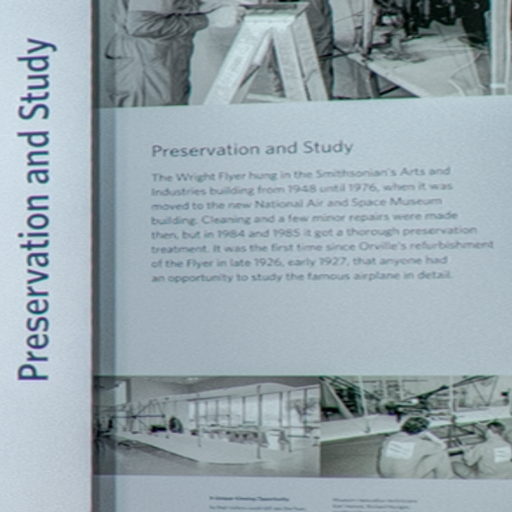 Preservation and Study
Preservation and Study
The Wright Flyer hung in the Smithsonian's Arts and
Industries building from 1948 until 1976, when it was
moved to the new National Air and Space Museum
building. Cleaning and a few minor repairs were made
then, but in 1984 and 1985 it got a thorough preservation
treatment. It was the first time since Orville's refurbishment
of the Flyer in late 1926, early 1927, that anyone had
an opportunity to study the famous airplane in detail.
A Unique Viewing Opportunity